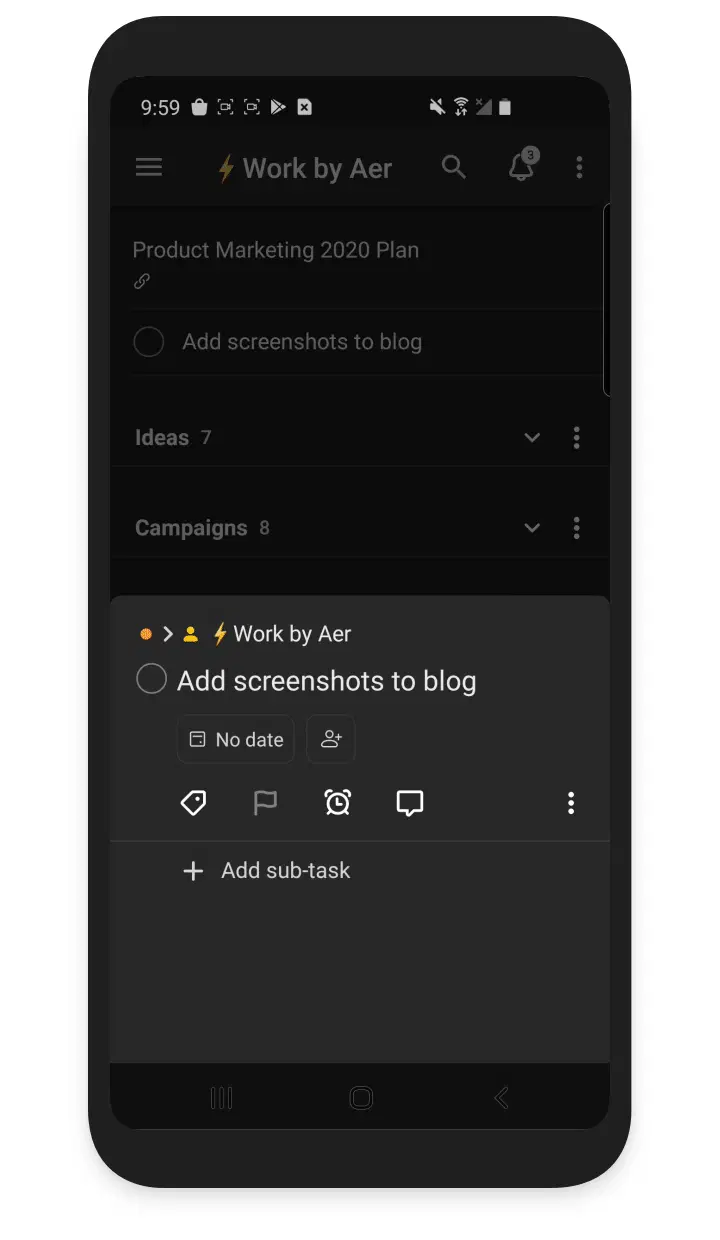 9:59
⚡Work by Aer
3
Product Marketing 2020 Plan
Add screenshots to blog
Ideas 7
Campaigns 8
⚡Work by Aer
Add screenshots to blog
No date
Add sub-task